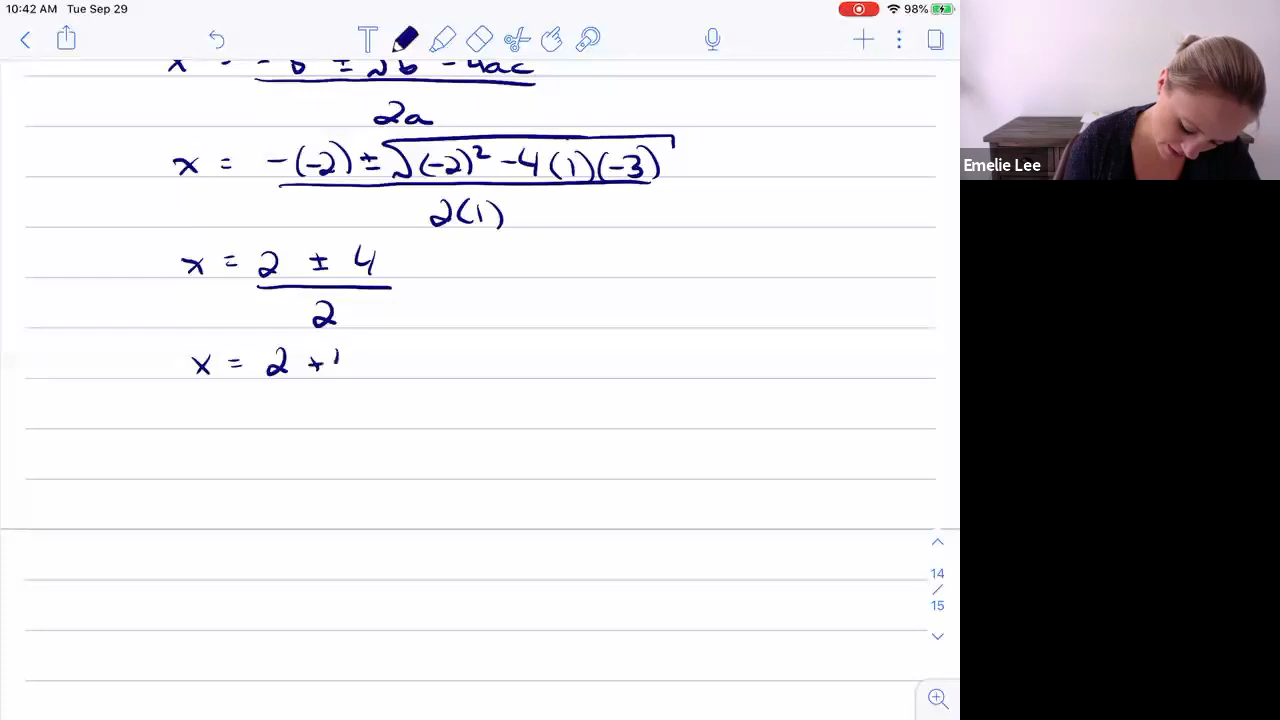 10:42 AM Tue Sep 29
98%
x = -b ± √b - 4ac
2a
x = -(-2) ± √(-2)² - 4(1)(-3)
2(1)
x = 2 ± 4
2
x = 2 +
Emelie Lee
14
/
15